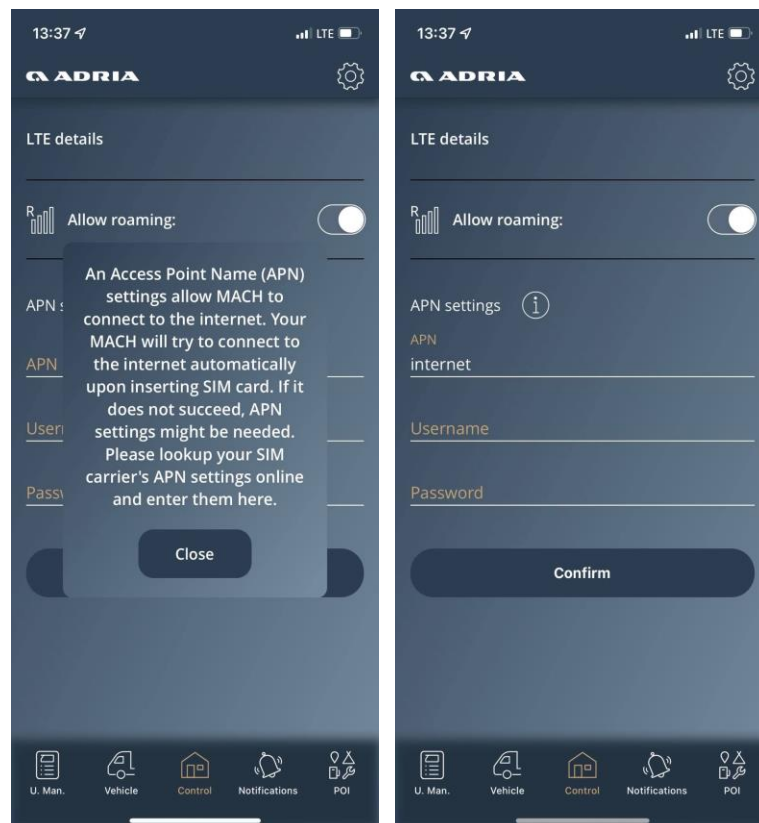 13:37
LTE
ADRIA
LTE details
R
Allow roaming:
An Access Point Name (APN)
settings allow MACH to
connect to the internet. Your
MACH will try to connect to
the internet automatically
upon inserting SIM card. If it
does not succeed, APN
settings might be needed.
Please lookup your SIM
carrier's APN settings online
and enter them here.
Close
APN s
APN
User
Passw
U. Man.
Vehicle
Control
Notifications
POI
13:37
LTE
ADRIA
LTE details
R
Allow roaming:
APN settings i
APN
internet
Username
Password
Confirm
U. Man.
Vehicle
Control
Notifications
POI